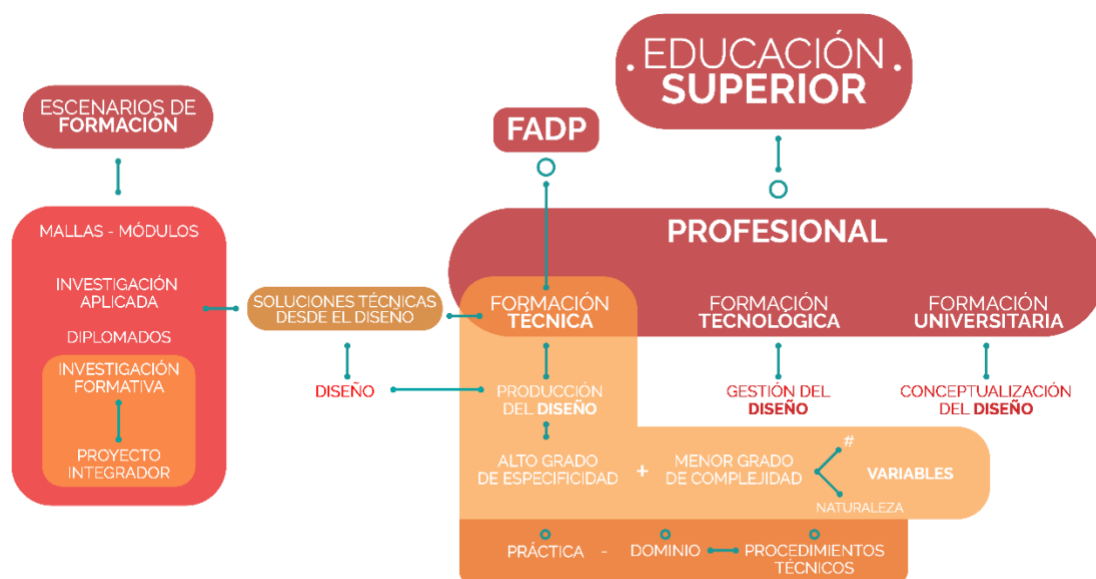 . EDUCACIÓN .
SUPERIOR
ESCENARIOS DE
FORMACIÓN
FADP
MALLAS - MÓDULOS
INVESTIGACIÓN
APLICADA
DIPLOMADOS
INVESTIGACIÓN
FORMATIVA
PROYECTO
INTEGRADOR
SOLUCIONES TÉCNICAS
DESDE EL DISEÑO
DISEÑO
PROFESIONAL
FORMACIÓN
TÉCNICA
FORMACIÓN
TECNOLÓGICA
FORMACIÓN
UNIVERSITARIA
PRODUCCIÓN
DEL DISEÑO
GESTIÓN DEL
DISEÑO
CONCEPTUALIZACIÓN
DEL DISEÑO
ALTO GRADO
DE ESPECIFICIDAD
+
MENOR GRADO
DE COMPLEJIDAD
#
VARIABLES
NATURALEZA
PRÁCTICA - DOMINIO PROCEDIMIENTOS
TÉCNICOS